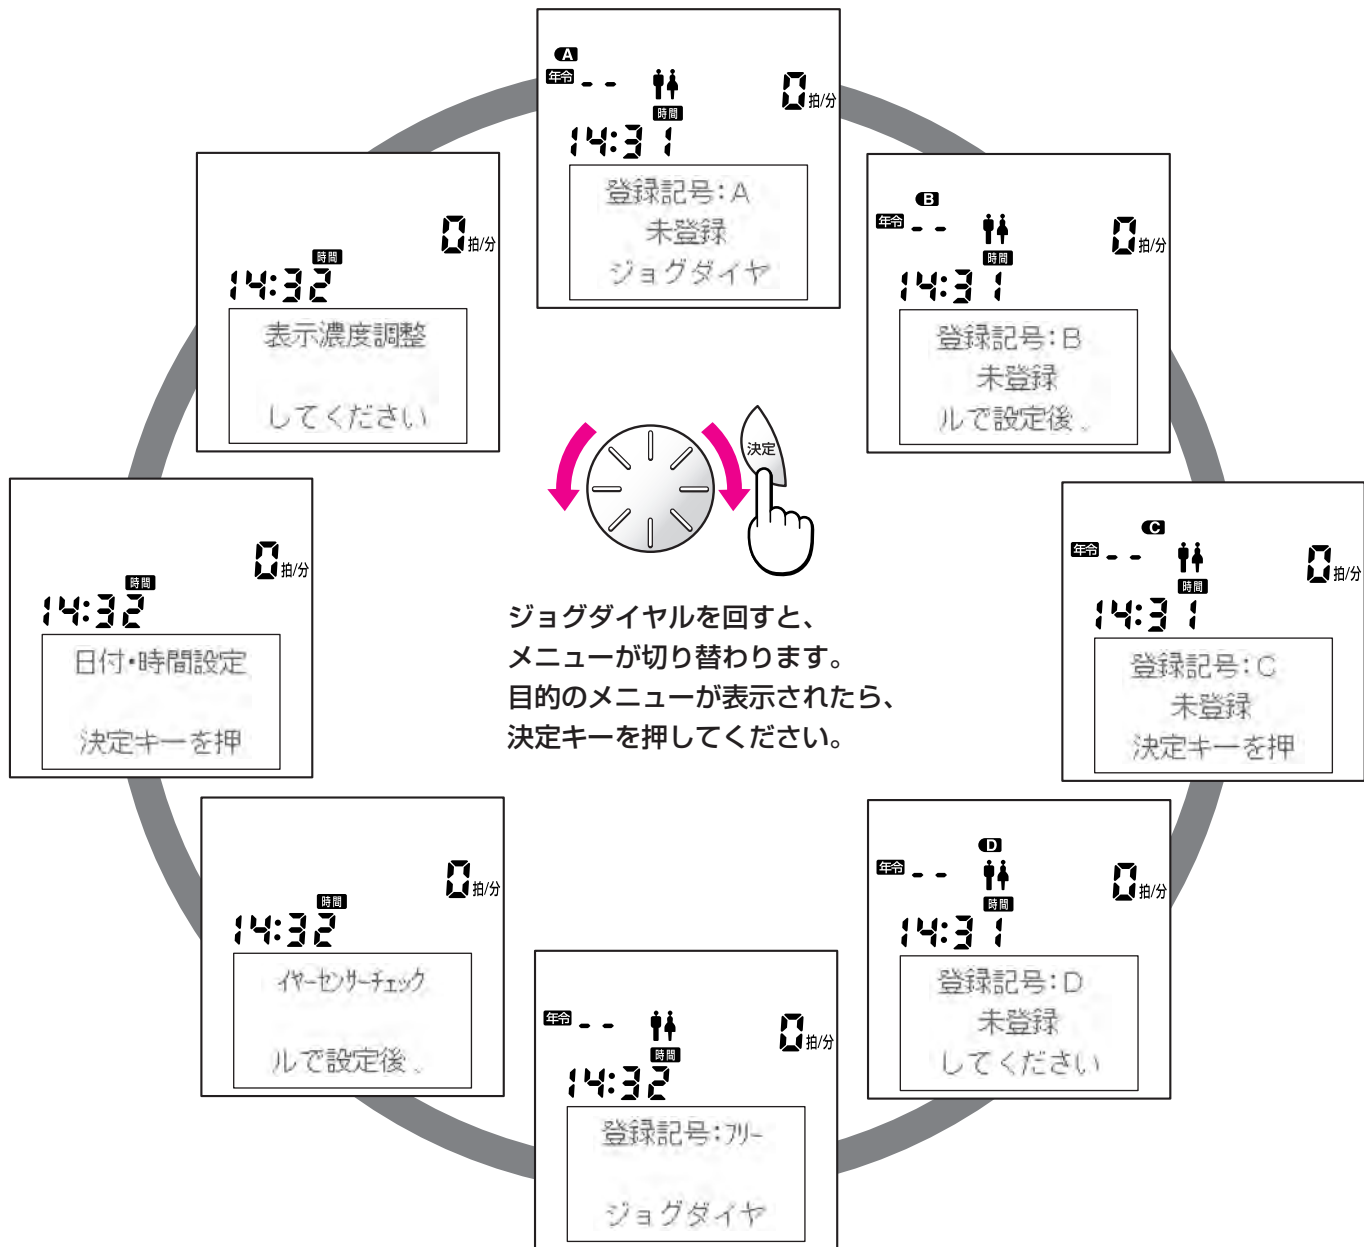 A
年令 - - 0 拍/分
時間
14:31
登録記号:A
未登録
ジョグダイヤ
B
年令 - - 0 拍/分
時間
14:31
登録記号:B
未登録
ルで設定後、
C
年令 - - 0 拍/分
時間
14:31
登録記号:C
未登録
決定キーを押
D
年令 - - 0 拍/分
時間
14:31
登録記号:D
未登録
してください
年令 - - 0 拍/分
時間
14:32
登録記号:フリー
ジョグダイヤ
0 拍/分
時間
14:32
イヤーセンサーチェック
ルで設定後、
0 拍/分
時間
14:32
日付・時間設定
決定キーを押
0 拍/分
時間
14:32
表示濃度調整
してください
決定
ジョグダイヤルを回すと、
メニューが切り替わります。
目的のメニューが表示されたら、
決定キーを押してください。